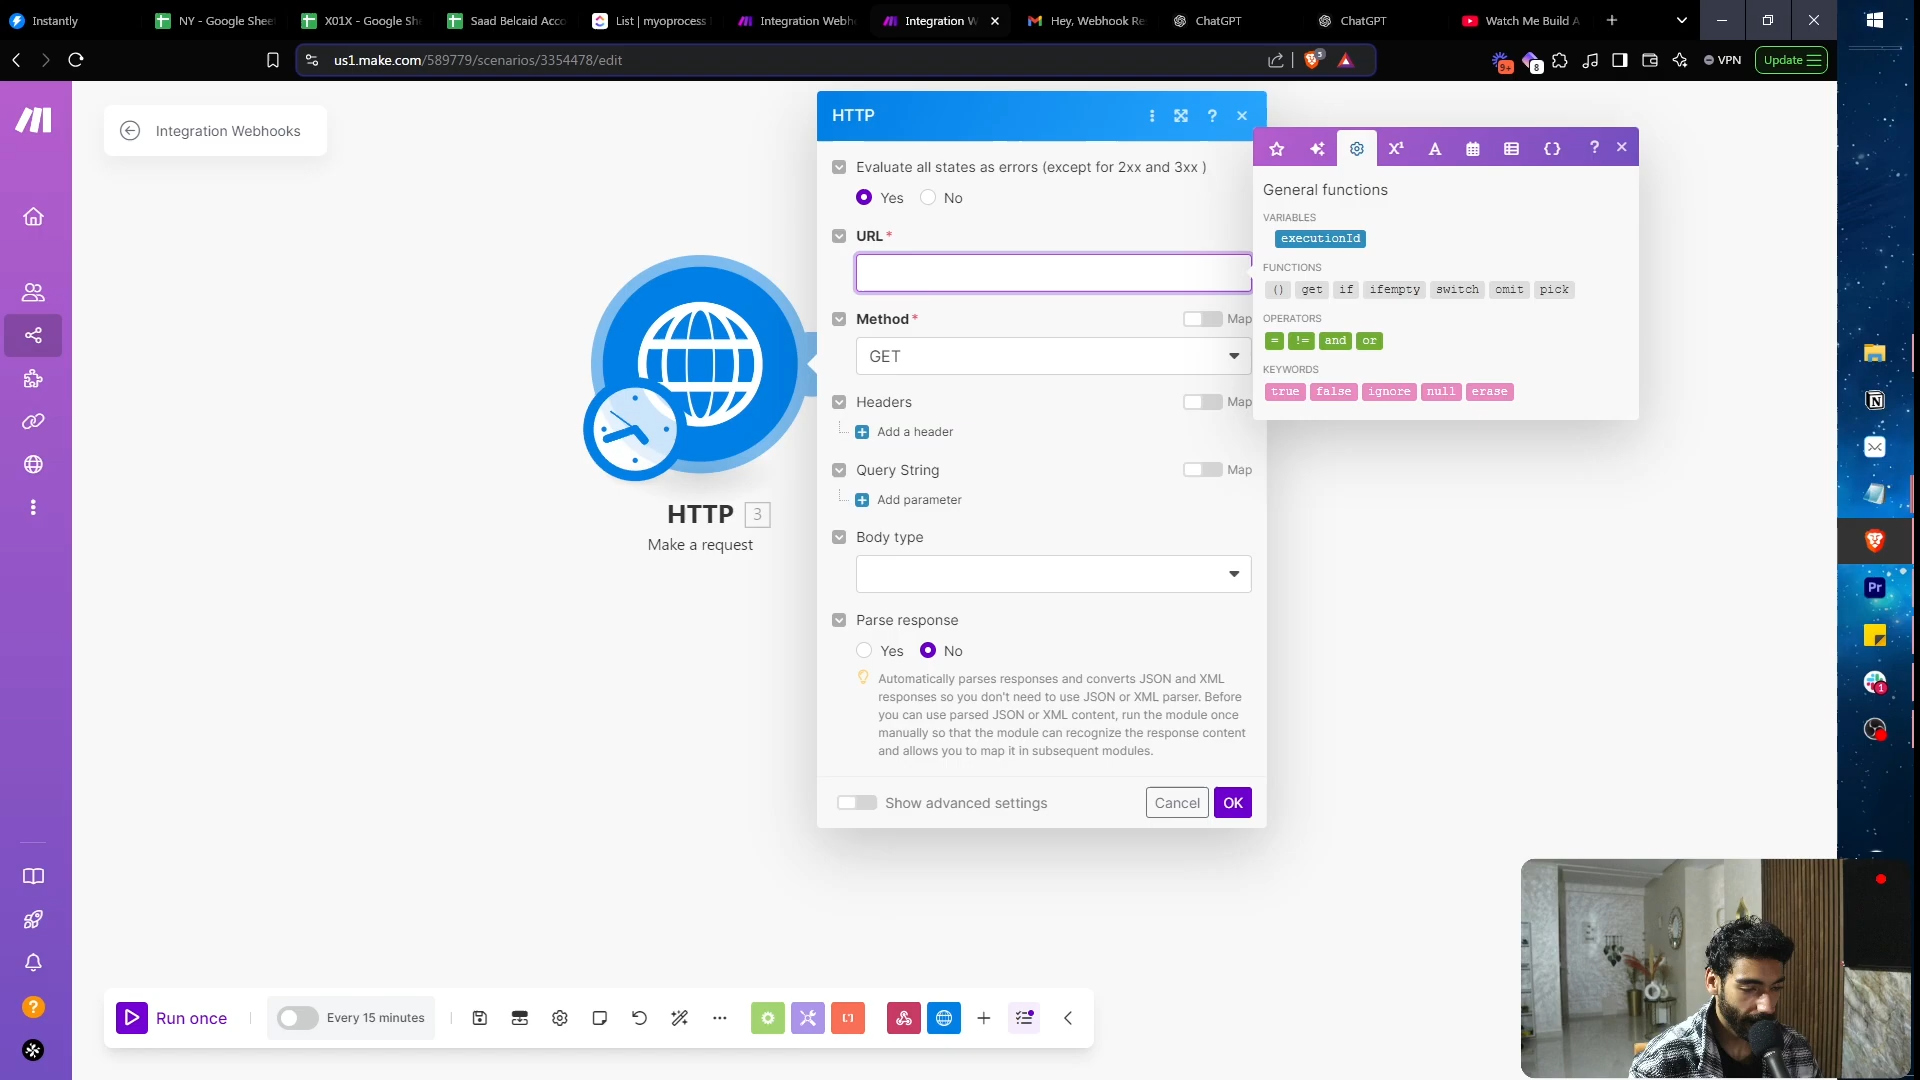 Instantly
NY - Google Shee
X01X - Google Sh
Saad Belcaid Acco
List | myoprocess
Integration Webh
Integration W
Hey, Webhook Re
ChatGPT
ChatGPT
Watch Me Build A
us1.make.com/589779/scenarios/3354478/edit
5
9+
8
VPN
Update
Integration Webhooks
HTTP
?
Evaluate all states as errors (except for 2xx and 3xx )
Yes
No
URL *
Method *
Map
GET
Headers
Map
Add a header
Query String
Map
Add parameter
Body type
Parse response
Yes
No
Automatically parses responses and converts JSON and XML
responses so you don't need to use JSON or XML parser. Before
you can use parsed JSON or XML content, run the module once
manually so that the module can recognize the response content
and allows you to map it in subsequent modules.
Show advanced settings
Cancel
OK
X¹
A
{}
?
General functions
VARIABLES
executionId
FUNCTIONS
()
get
if
ifempty
switch
omit
pick
OPERATORS
=
!=
and
or
KEYWORDS
true
false
ignore
null
erase
HTTP 3
Make a request
?
Run once
Every 15 minutes
Pr
1